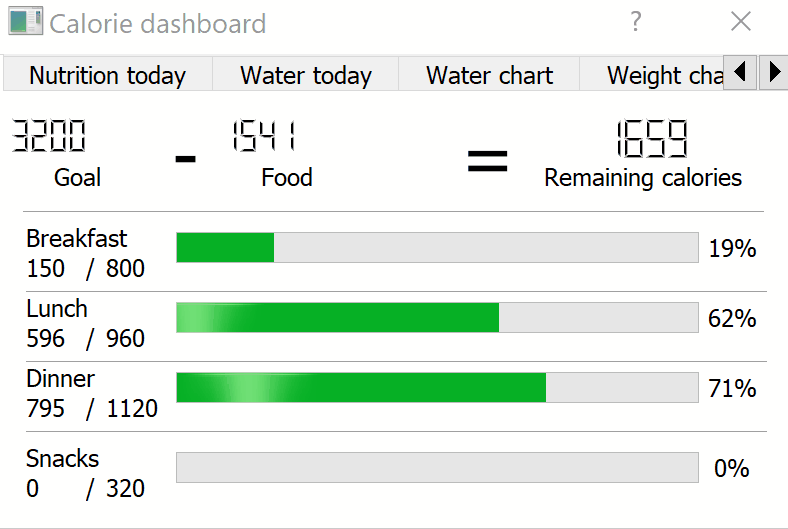 Calorie dashboard ?
Nutrition today Water today Water chart Weight cha
3200 - 1541 = 1659
Goal Food Remaining calories
Breakfast
150 / 800 19%
Lunch
596 / 960 62%
Dinner
795 / 1120 71%
Snacks
0 / 320 0%